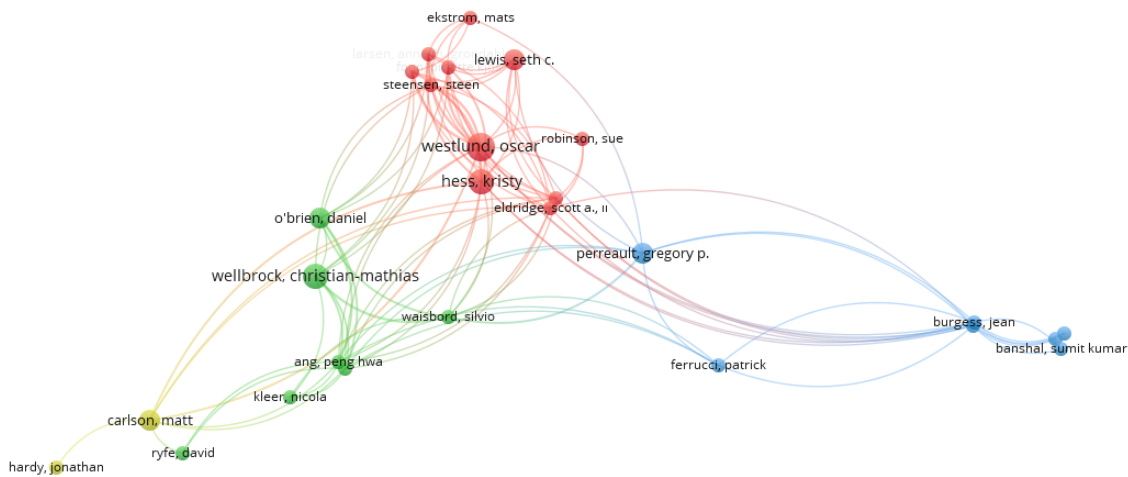 ekstrom, mats
lewis, seth c.
steensen, steen
robinson, sue
westlund, oscar
hess, kristy
eldridge, scott a., ii
o'brien, daniel
perreault, gregory p.
wellbrock, christian-mathias
waisbord, silvio
burgess, jean
banshal, sumit kumar
ang, peng hwa
ferrucci, patrick
kleer, nicola
carlson, matt
ryfe, david
hardy, jonathan